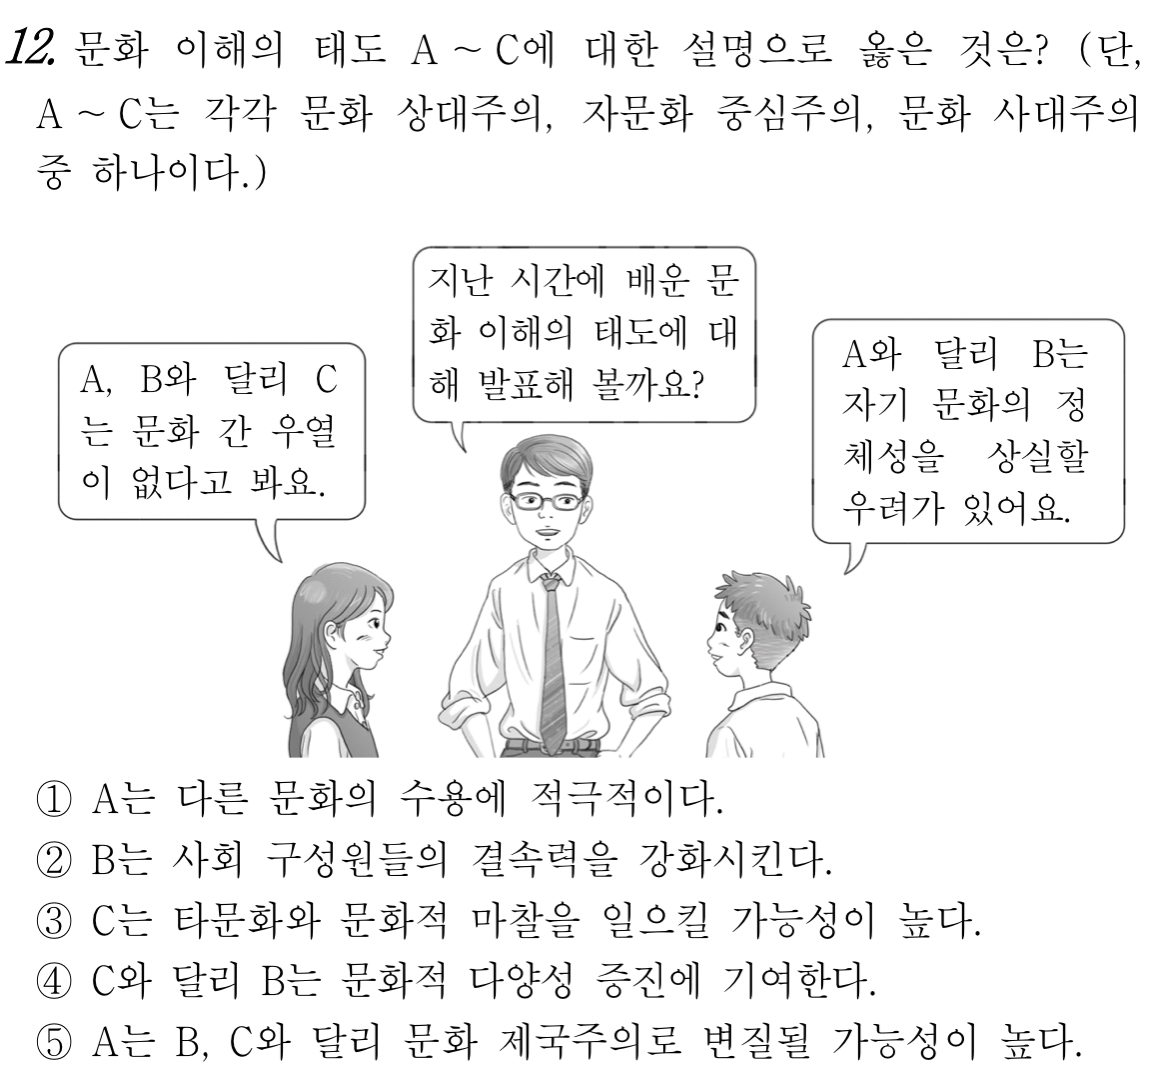 12. 문화 이해의 태도 A ~ C에 대한 설명으로 옳은 것은? (단,
A ~ C는 각각 문화 상대주의, 자문화 중심주의, 문화 사대주의
중 하나이다.)
지난 시간에 배운 문
화 이해의 태도에 대
해 발표해 볼까요?
A, B와 달리 C
는 문화 간 우열
이 없다고 봐요.
A와 달리 B는
자기 문화의 정
체성을 상실할
우려가 있어요.
① A는 다른 문화의 수용에 적극적이다.
② B는 사회 구성원들의 결속력을 강화시킨다.
③ C는 타문화와 문화적 마찰을 일으킬 가능성이 높다.
④ C와 달리 B는 문화적 다양성 증진에 기여한다.
⑤ A는 B, C와 달리 문화 제국주의로 변질될 가능성이 높다.